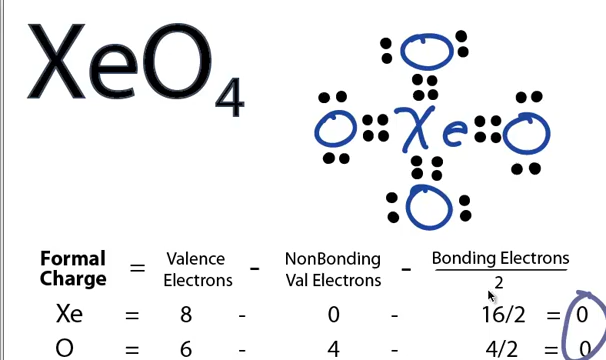 XeO4
O
O Xe O
O
Formal Charge = Valence Electrons - NonBonding Val Electrons - Bonding Electrons / 2
Xe = 8 - 0 - 16/2 = 0
O = 6 - 4 - 4/2 = 0